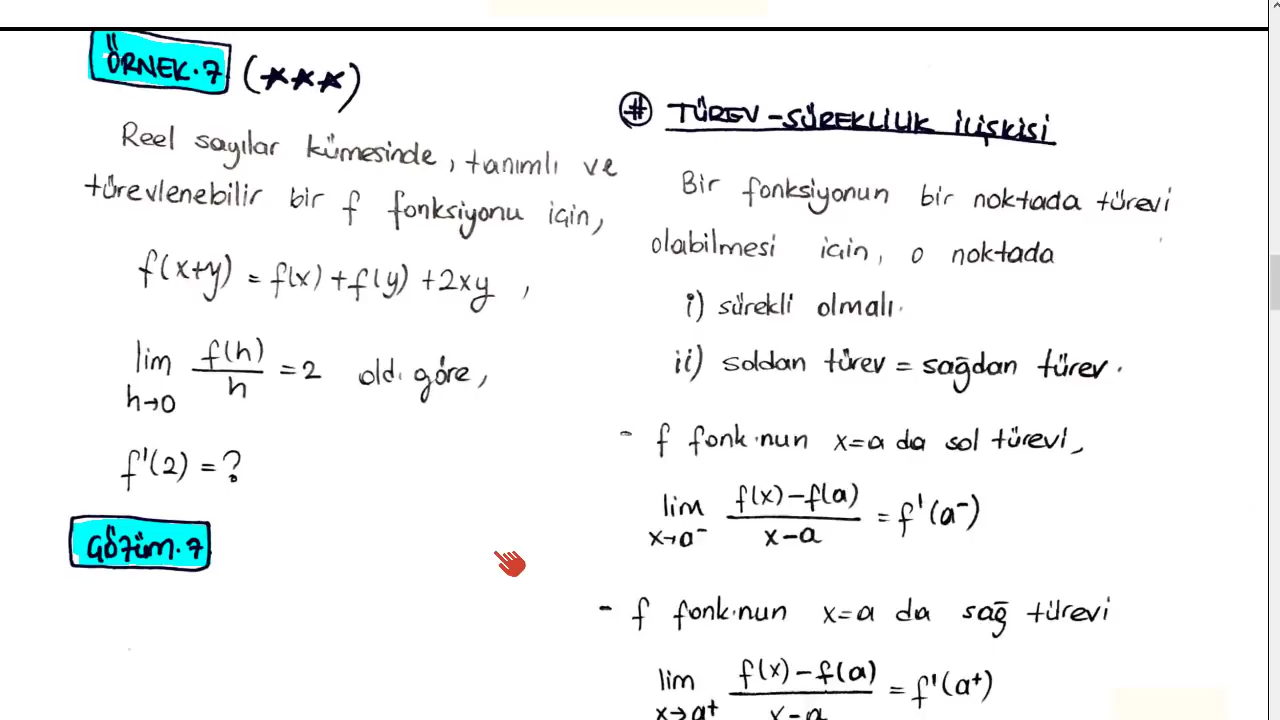 ÖRNEK.7 (***)
Reel sayılar kümesinde, tanımlı ve
türevlenebilir bir f fonksiyonu için,
f(x+y) = f(x) + f(y) + 2xy ,
lim f(h)/h = 2 old. göre,
h→0
f'(2) = ?
ÇÖZÜM.7
# TÜREV-SÜREKLİLİK İLİŞKİSİ
Bir fonksiyonun bir noktada türevi
olabilmesi için, o noktada
i) sürekli olmalı.
ii) soldan türev = sağdan türev.
- f fonk.nun x=a da sol türevi,
lim f(x)-f(a)/x-a = f'(a⁻)
x→a⁻
- f fonk.nun x=a da sağ türevi
lim f(x)-f(a)/x-a = f'(a⁺)
x→a⁺